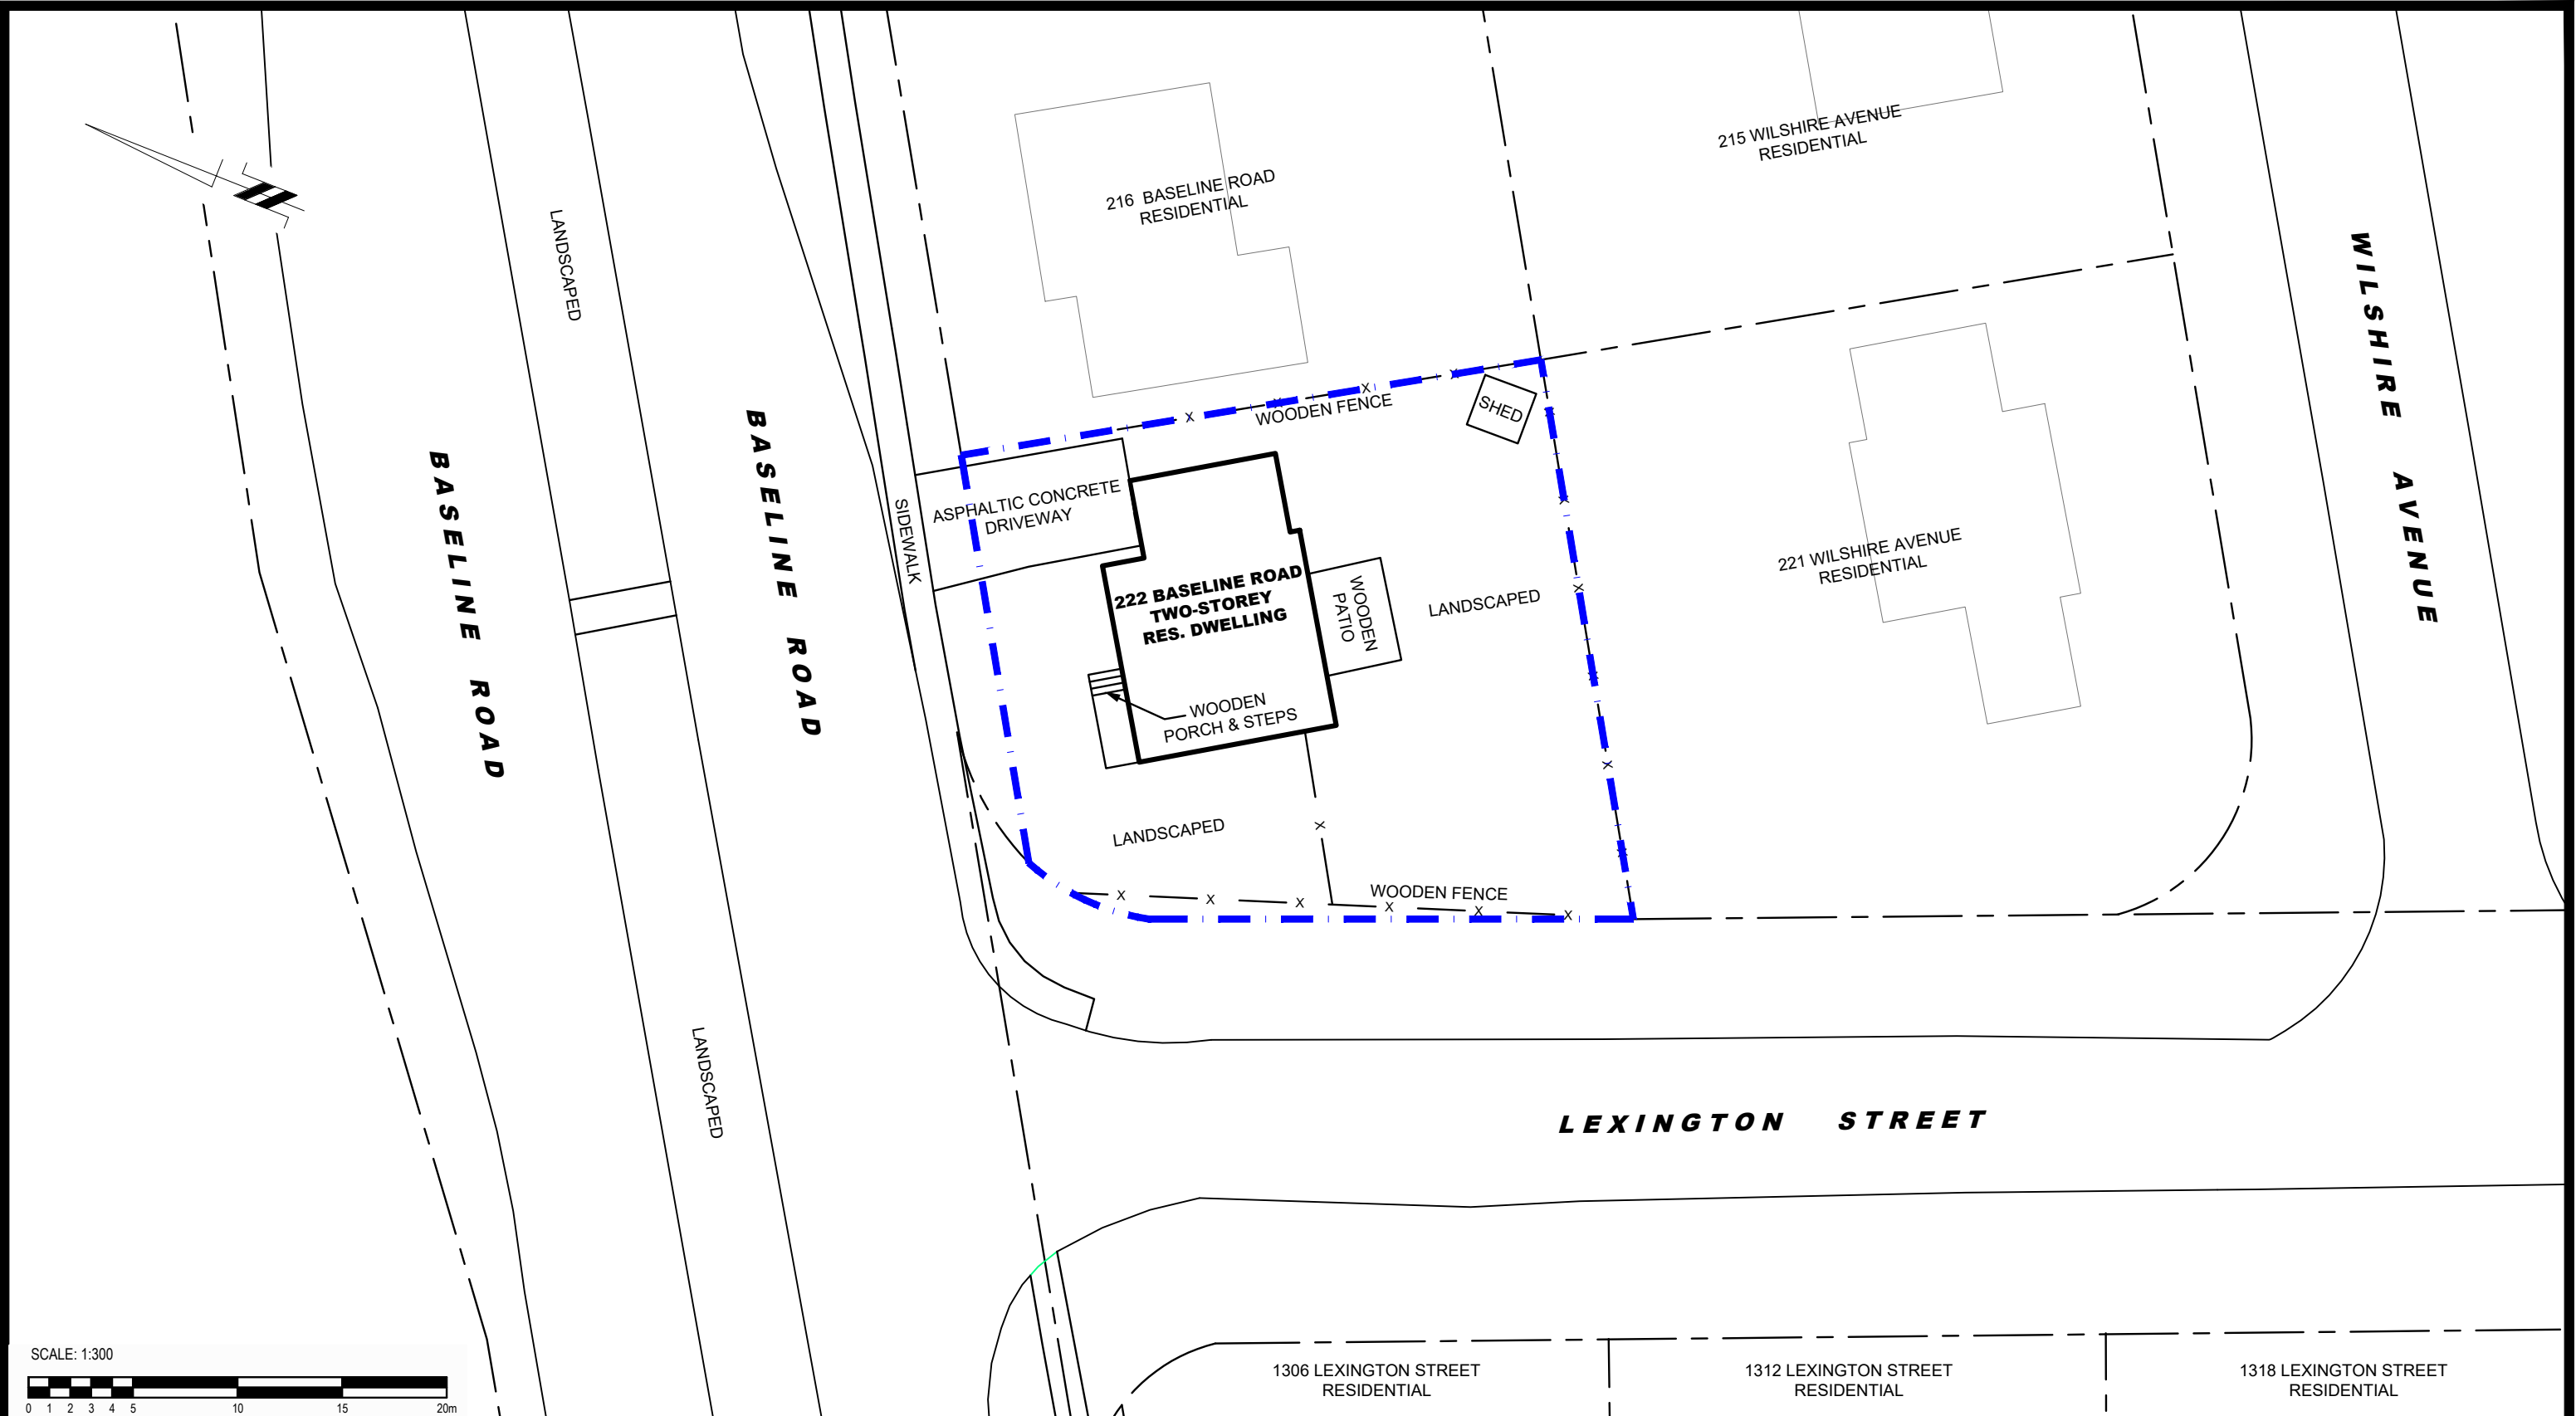 215 WILSHIRE AVENUE
RESIDENTIAL
216 BASELINE ROAD
RESIDENTIAL
LANDSCAPED
WILSHIRE AVENUE
SHED
WOODEN FENCE
X
X
X
X
BASELINE ROAD
BASELINE ROAD
SIDEWALK
ASPHALTIC CONCRETE
DRIVEWAY
222 BASELINE ROAD
TWO-STOREY
RES. DWELLING
WOODEN
PATIO
LANDSCAPED
221 WILSHIRE AVENUE
RESIDENTIAL
X
X
X
X
X
X
WOODEN
PORCH & STEPS
LANDSCAPED
X
WOODEN FENCE
X
X
X
X
X
X
LANDSCAPED
LEXINGTON STREET
SCALE: 1:300
0 1 2 3 4 5 10 15 20m
1306 LEXINGTON STREET
RESIDENTIAL
1312 LEXINGTON STREET
RESIDENTIAL
1318 LEXINGTON STREET
RESIDENTIAL